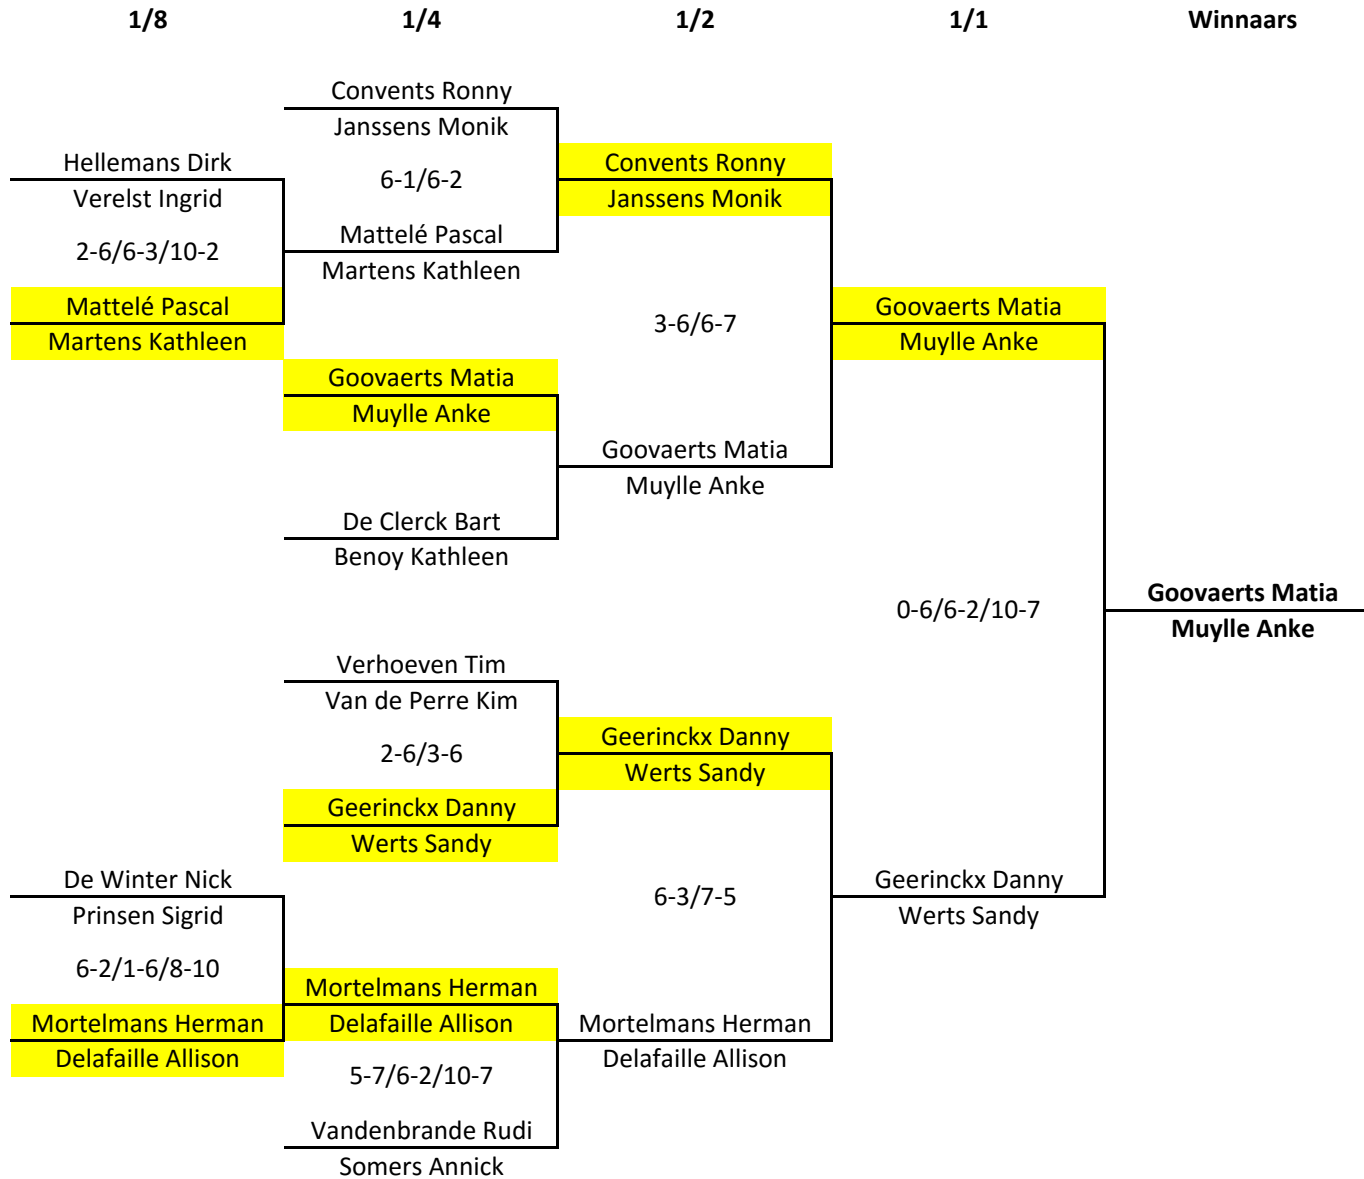 1/8 1/4 1/2 1/1 Winnaars
Convents Ronny
Janssens Monik
Hellemans Dirk 6-1/6-2 Convents Ronny
Verelst Ingrid Janssens Monik
2-6/6-3/10-2 Mattelé Pascal
Martens Kathleen
Mattelé Pascal 3-6/6-7 Goovaerts Matia
Martens Kathleen Muylle Anke
Goovaerts Matia
Muylle Anke
Goovaerts Matia
Muylle Anke
De Clerck Bart
Benoy Kathleen
0-6/6-2/10-7 Goovaerts Matia
Muylle Anke
Verhoeven Tim
Van de Perre Kim
2-6/3-6 Geerinckx Danny
Werts Sandy
Geerinckx Danny
Werts Sandy
De Winter Nick 6-3/7-5 Geerinckx Danny
Prinsen Sigrid Werts Sandy
6-2/1-6/8-10 Mortelmans Herman
Mortelmans Herman Delafaille Allison Mortelmans Herman
Delafaille Allison 5-7/6-2/10-7 Delafaille Allison
Vandenbrande Rudi
Somers Annick